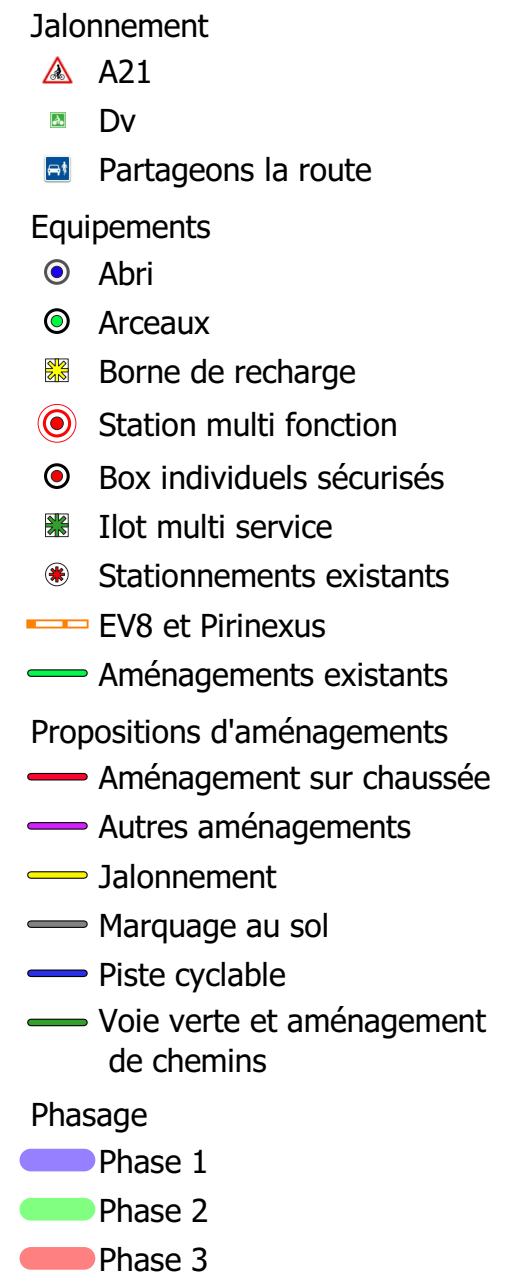 Jalonnement
A21
Dv
Partageons la route
Equipements
Abri
Arceaux
Borne de recharge
Station multi fonction
Box individuels sécurisés
Ilot multi service
Stationnements existants
EV8 et Pirinexus
Aménagements existants
Propositions d'aménagements
Aménagement sur chaussée
Autres aménagements
Jalonnement
Marquage au sol
Piste cyclable
Voie verte et aménagement
de chemins
Phasage
Phase 1
Phase 2
Phase 3